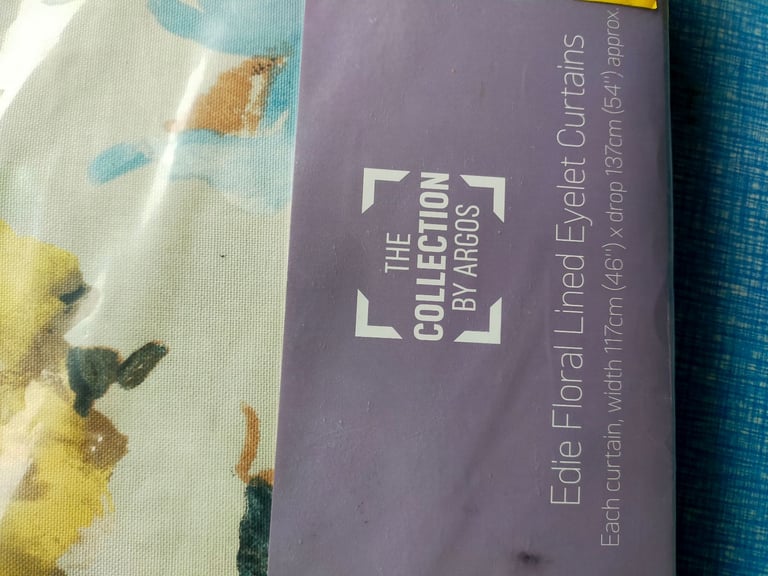 THE
COLLECTION
BY ARGOS
Edie Floral Lined Eyelet Curtains
Each curtain, width 117cm (46") x drop 137cm (54") approx.